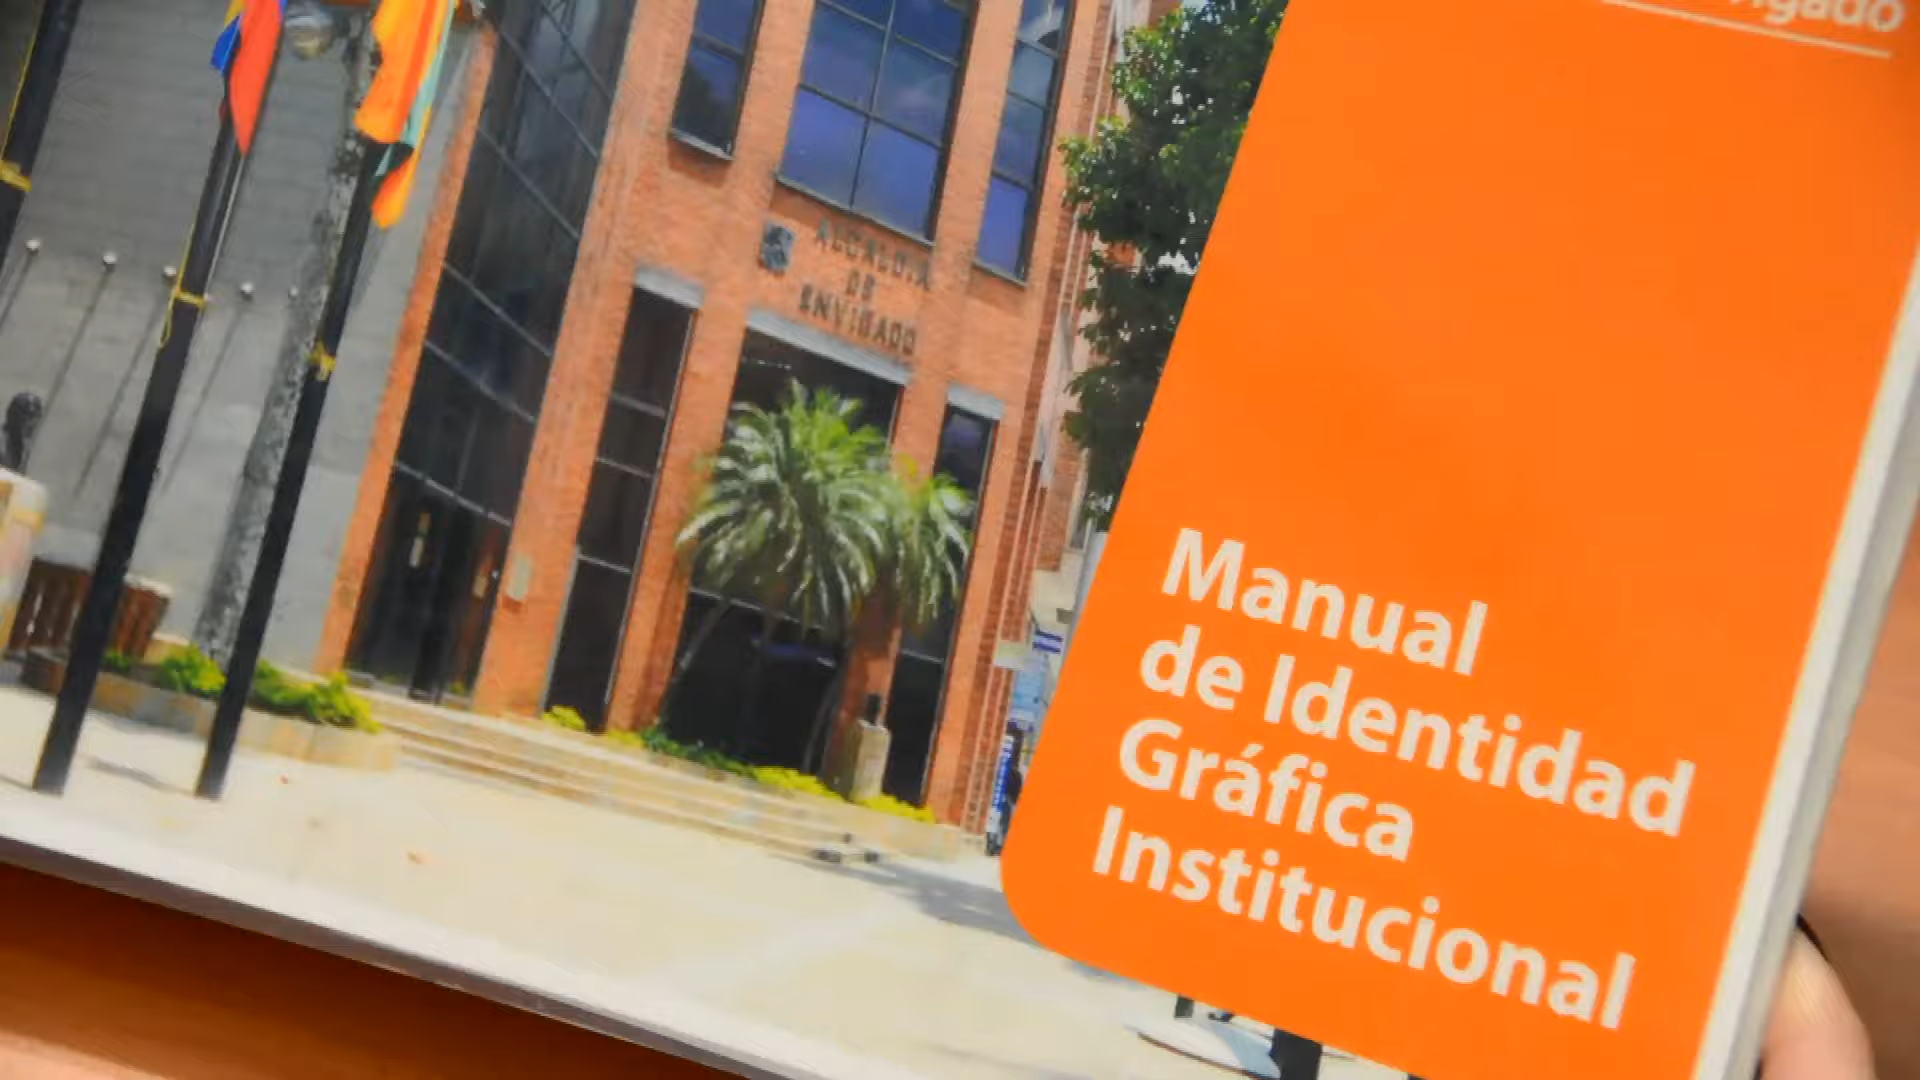 ALCALDIA
DE
ENVIGADO
Manual
de Identidad
Gráfica
Institucional